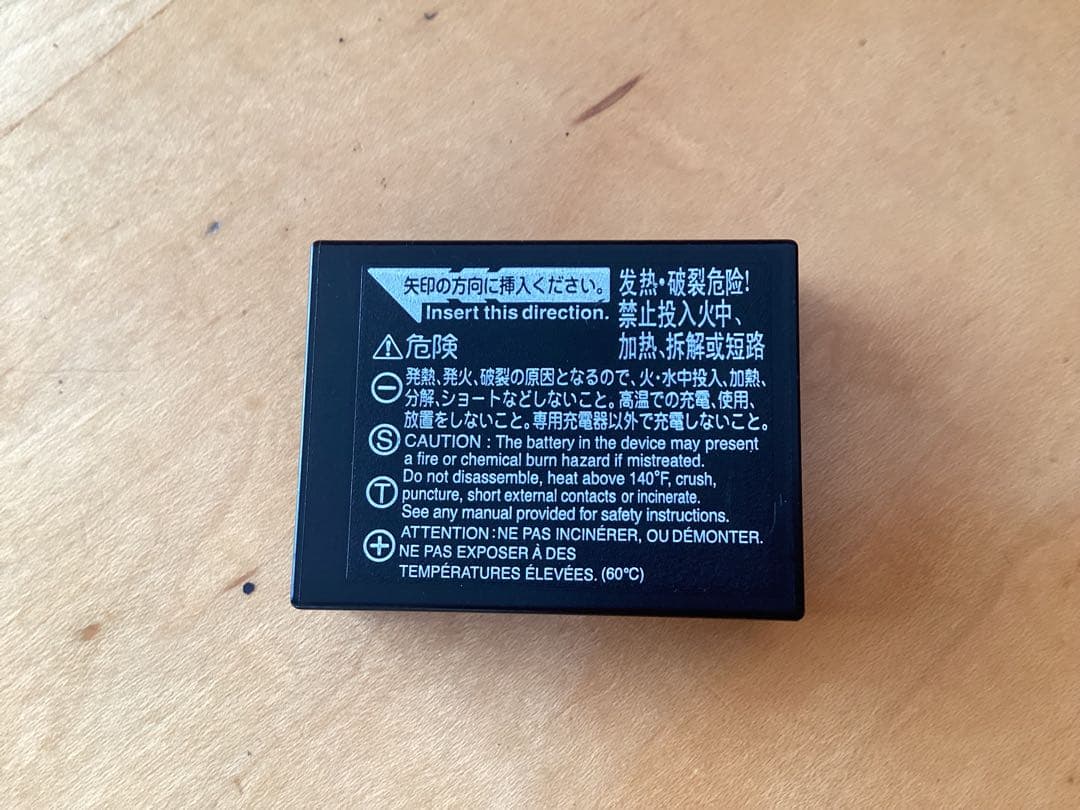 矢印の方向に挿入ください。
Insert this direction.
发热・破裂危险!
禁止投入火中、
加热、拆解或短路
⚠危険
発熱、発火、破裂の原因となるので、火・水中投入、加熱、
分解、ショートなどしないこと。高温での充電、使用、
放置をしないこと。専用充電器以外で充電しないこと。
CAUTION : The battery in the device may present
a fire or chemical burn hazard if mistreated.
Do not disassemble, heat above 140°F, crush,
puncture, short external contacts or incinerate.
See any manual provided for safety instructions.
ATTENTION : NE PAS INCINÉRER, OU DÉMONTER.
NE PAS EXPOSER À DES
TEMPÉRATURES ÉLEVÉES. (60°C)
−
S
T
+